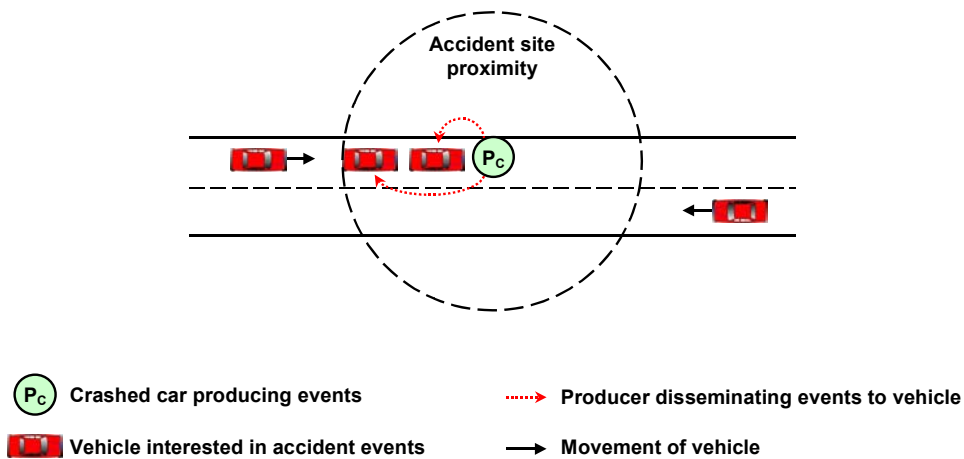 Accident site
proximity
PC
PC Crashed car producing events
Producer disseminating events to vehicle
Vehicle interested in accident events
Movement of vehicle